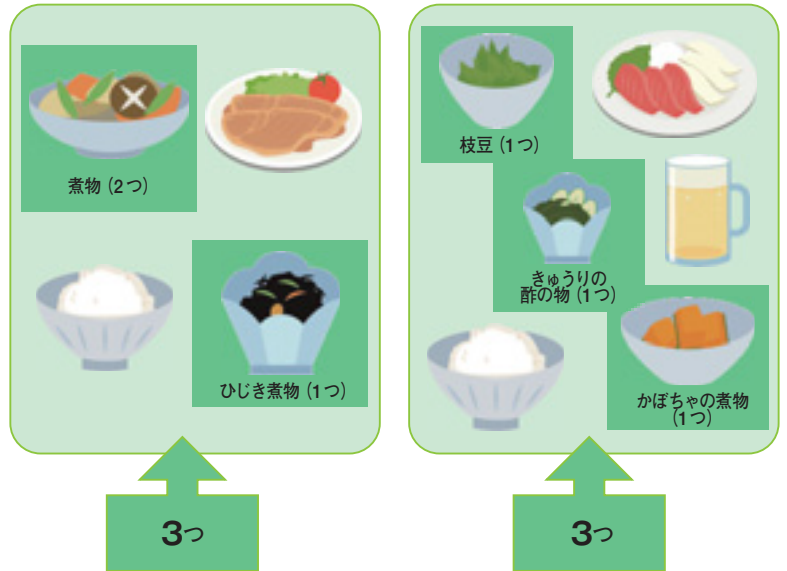 煮物（2つ）
ひじき煮物（1つ）
3つ
枝豆（1つ）
きゅうりの
酢の物（1つ）
かぼちゃの煮物
（1つ）
3つ